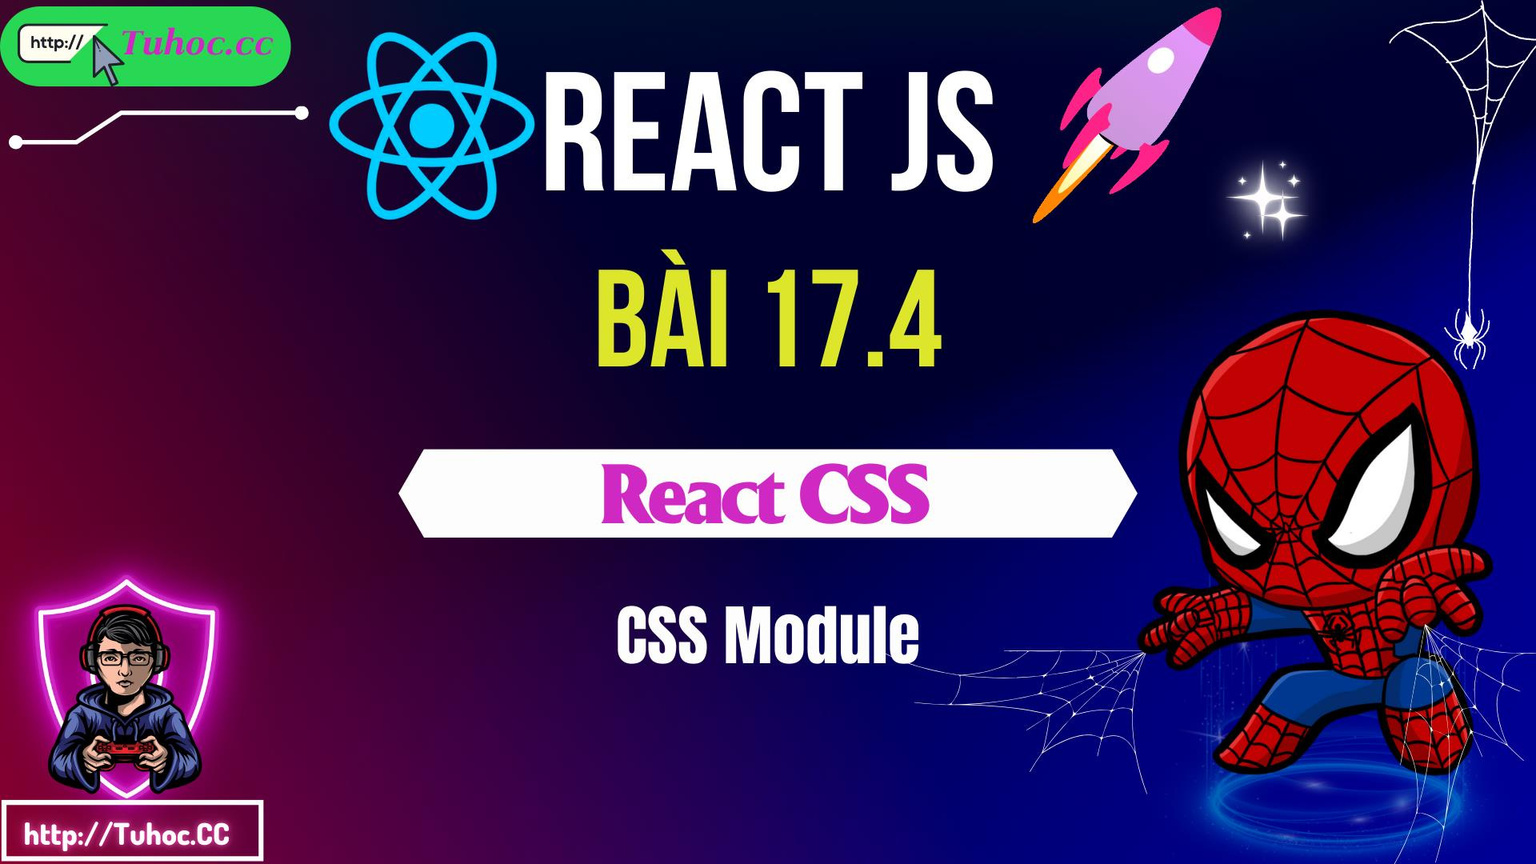 http:// Tuhoc.cc
REACT JS
BÀI 17.4
React CSS
CSS Module
http://Tuhoc.CC